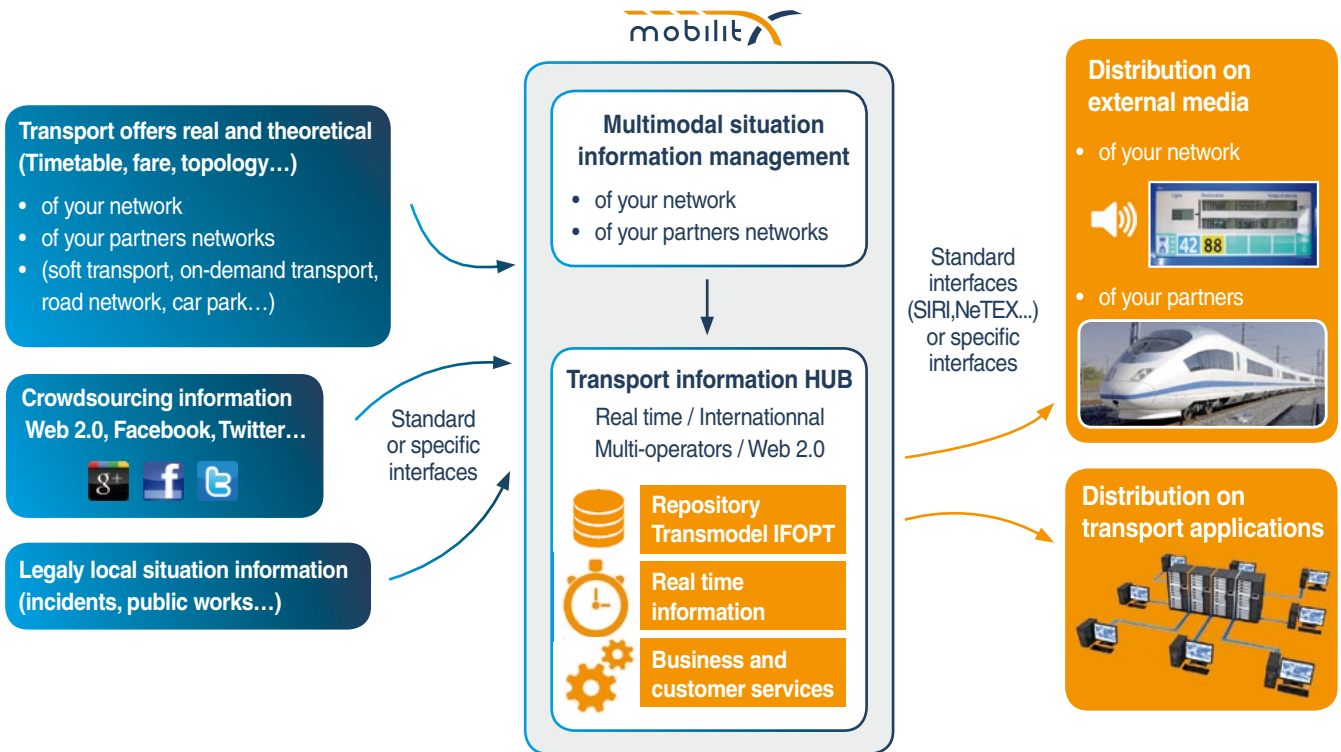 mobilit
Transport offers real and theoretical
(Timetable, fare, topology…)
• of your network
• of your partners networks
• (soft transport, on-demand transport,
road network, car park…)
Crowdsourcing information
Web 2.0, Facebook, Twitter…
g+ f t
Legaly local situation information
(incidents, public works…)
Standard
or specific
interfaces
Multimodal situation
information management
• of your network
• of your partners networks
Transport information HUB
Real time / Internationnal
Multi-operators / Web 2.0
Repository
Transmodel IFOPT
Real time
information
Business and
customer services
Standard
interfaces
(SIRI,NeTEX...)
or specific
interfaces
Distribution on
external media
• of your network
42 88
• of your partners
Distribution on
transport applications